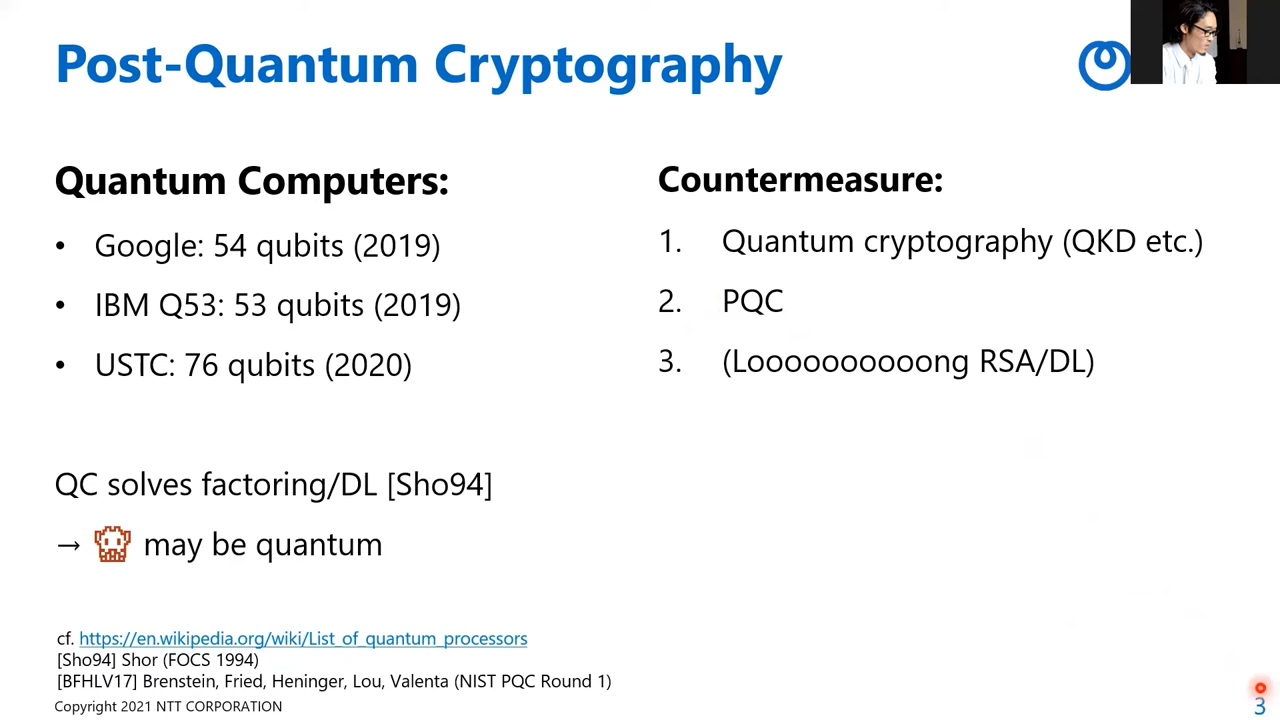 Post-Quantum Cryptography
Quantum Computers:
• Google: 54 qubits (2019)
• IBM Q53: 53 qubits (2019)
• USTC: 76 qubits (2020)
QC solves factoring/DL [Sho94]
→ may be quantum
Countermeasure:
1. Quantum cryptography (QKD etc.)
2. PQC
3. (Loooooooooong RSA/DL)
cf. https://en.wikipedia.org/wiki/List_of_quantum_processors
[Sho94] Shor (FOCS 1994)
[BFHLV17] Brenstein, Fried, Heninger, Lou, Valenta (NIST PQC Round 1)
Copyright 2021 NTT CORPORATION
3